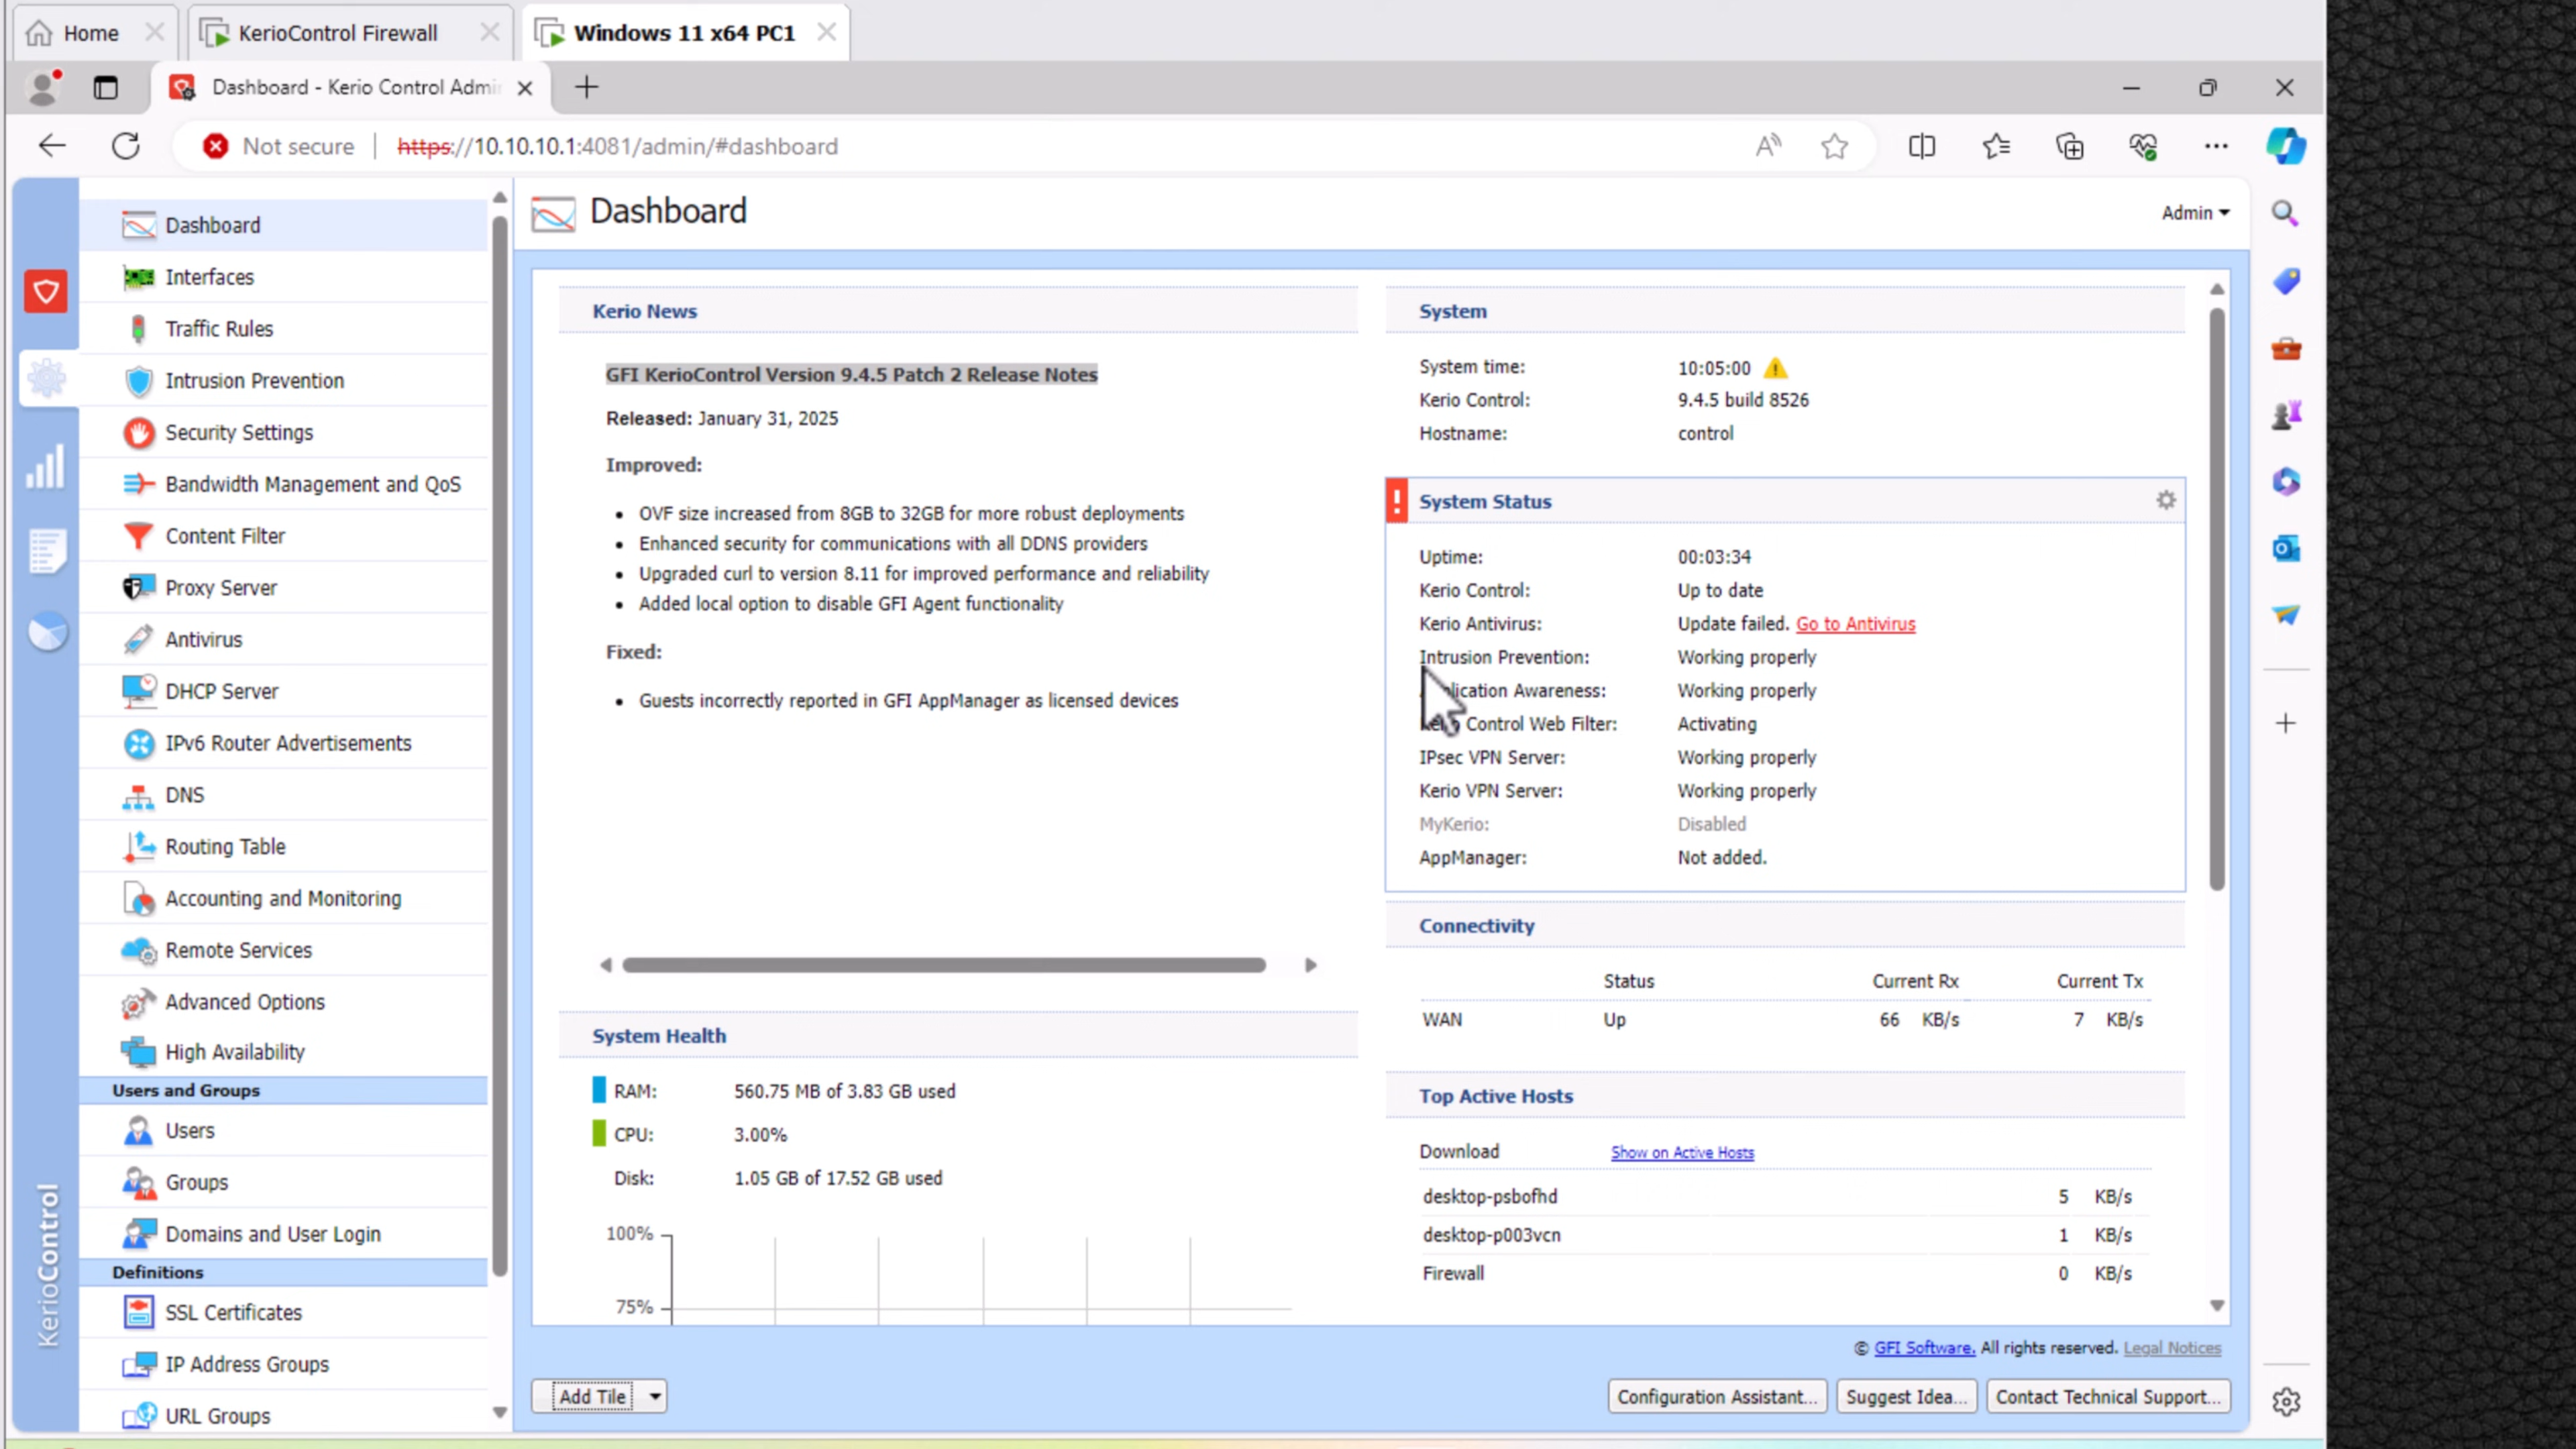 Home
KerioControl Firewall
Windows 11 x64 PC1
Dashboard - Kerio Control Admi
Not secure
https://10.10.10.1:4081/admin/#dashboard
Dashboard
Interfaces
Traffic Rules
Intrusion Prevention
Security Settings
Bandwidth Management and QoS
Content Filter
Proxy Server
Antivirus
DHCP Server
IPv6 Router Advertisements
DNS
Routing Table
Accounting and Monitoring
Remote Services
Advanced Options
High Availability
Users and Groups
Users
Groups
Domains and User Login
Definitions
SSL Certificates
IP Address Groups
URL Groups
KerioControl
Dashboard
Admin
Kerio News
GFI KerioControl Version 9.4.5 Patch 2 Release Notes
Released: January 31, 2025
Improved:
• OVF size increased from 8GB to 32GB for more robust deployments
• Enhanced security for communications with all DDNS providers
• Upgraded curl to version 8.11 for improved performance and reliability
• Added local option to disable GFI Agent functionality
Fixed:
• Guests incorrectly reported in GFI AppManager as licensed devices
System Health
RAM: 560.75 MB of 3.83 GB used
CPU: 3.00%
Disk: 1.05 GB of 17.52 GB used
100%
75%
System
System time: 10:05:00
Kerio Control: 9.4.5 build 8526
Hostname: control
System Status
Uptime: 00:03:34
Kerio Control: Up to date
Kerio Antivirus: Update failed. Go to Antivirus
Intrusion Prevention: Working properly
Awareness: Working properly
Control Web Filter: Activating
IPsec VPN Server: Working properly
Kerio VPN Server: Working properly
MyKerio: Disabled
AppManager: Not added.
Connectivity
Status Current Rx Current Tx
WAN Up 66 KB/s 7 KB/s
Top Active Hosts
Download Show on Active Hosts
desktop-psbofhd 5 KB/s
desktop-p003vcn 1 KB/s
Firewall 0 KB/s
© GFI Software. All rights reserved. Legal Notices
Add Tile
Configuration Assistant...
Suggest Idea...
Contact Technical Support...